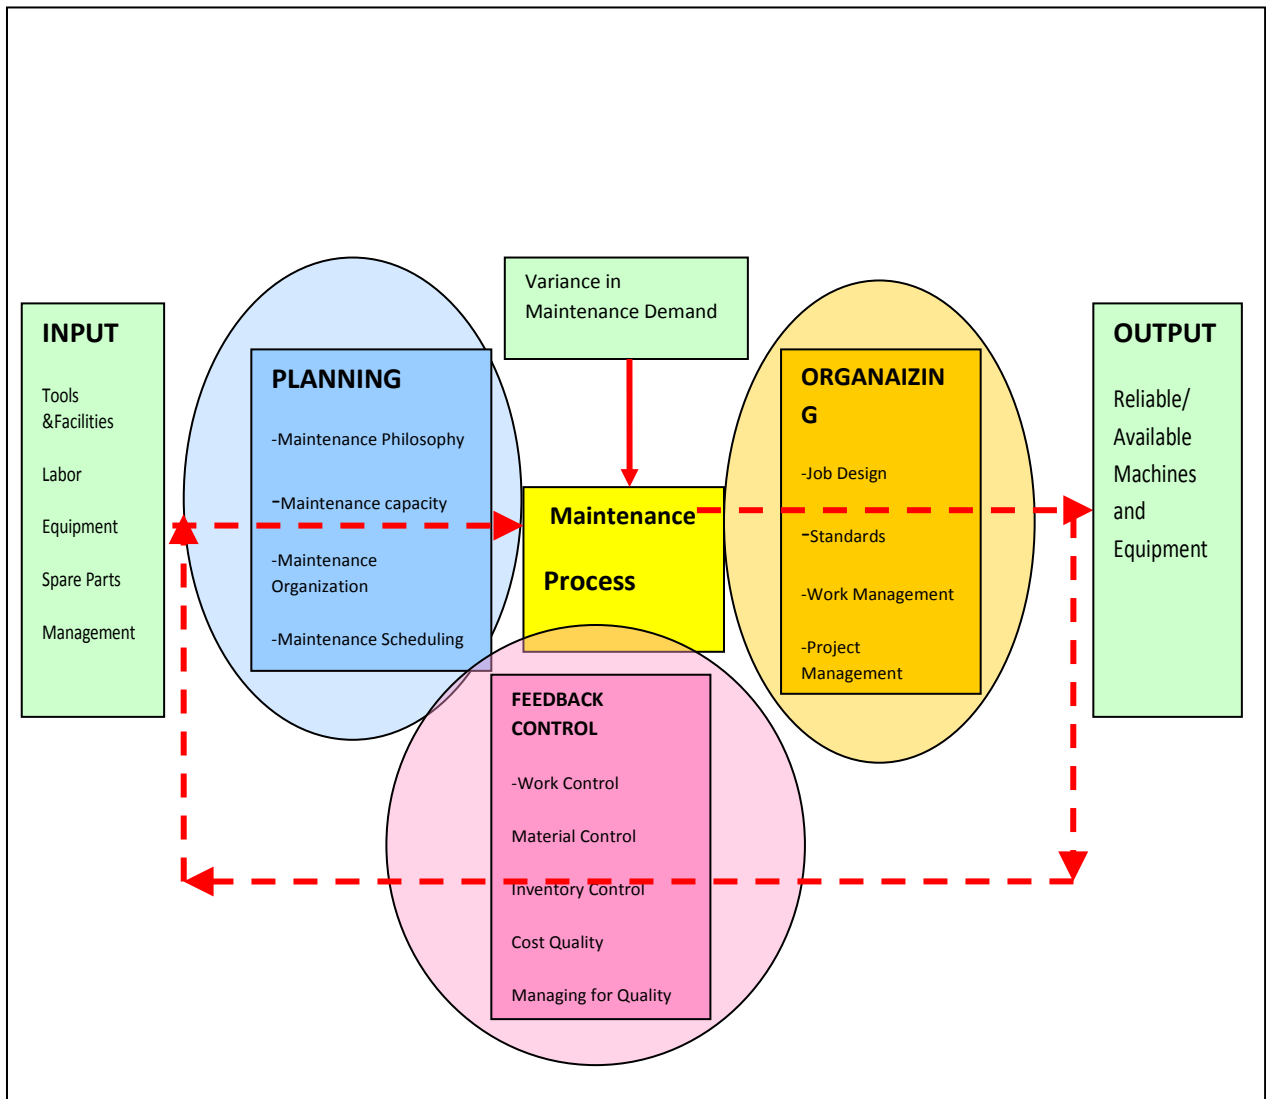 INPUT
Tools
&Facilities
Labor
Equipment
Spare Parts
Management
PLANNING
-Maintenance Philosophy
-Maintenance capacity
-Maintenance
Organization
-Maintenance Scheduling
Variance in
Maintenance Demand
Maintenance
Process
ORGANAIZIN
G
-Job Design
-Standards
-Work Management
-Project
Management
OUTPUT
Reliable/
Available
Machines
and
Equipment
FEEDBACK
CONTROL
-Work Control
Material Control
Inventory Control
Cost Quality
Managing for Quality